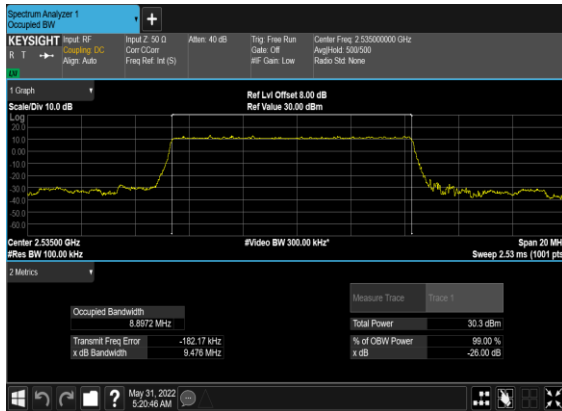 Spectrum Analyzer 1
Occupied BW
+
KEYSIGHT Input: RF Input Z: 50 Ω Atten: 40 dB Trig: Free Run Center Freq: 2.535000000 GHz
R T Coupling: DC Corr CCorr Gate: Off Avg|Hold: 500/500
Align: Auto Freq Ref: Int (S) #IF Gain: Low Radio Std: None
LXI
1 Graph
Ref Lvl Offset 8.00 dB
Scale/Div 10.0 dB Ref Value 30.00 dBm
Log
20.0
10.0
0.00
-10.0
-20.0
-30.0
-40.0
-50.0
-60.0
Center 2.53500 GHz #Video BW 300.00 kHz* Span 20 MH
#Res BW 100.00 kHz Sweep 2.53 ms (1001 pts
2 Metrics
Measure Trace Trace 1
Occupied Bandwidth
8.8972 MHz
Total Power 30.3 dBm
Transmit Freq Error -182.17 kHz % of OBW Power 99.00 %
x dB Bandwidth 9.476 MHz x dB -26.00 dB
? May 31, 2022
5:20:46 AM